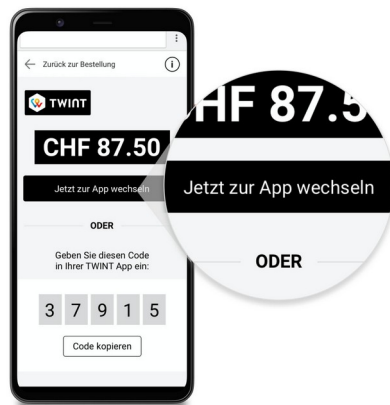 Zurück zur Bestellung
TWINT
CHF 87.50
Jetzt zur App wechseln
ODER
Geben Sie diesen Code
in Ihrer TWINT App ein:
3 7 9 1 5
Code kopieren
HF 87.5
Jetzt zur App wechseln
ODER